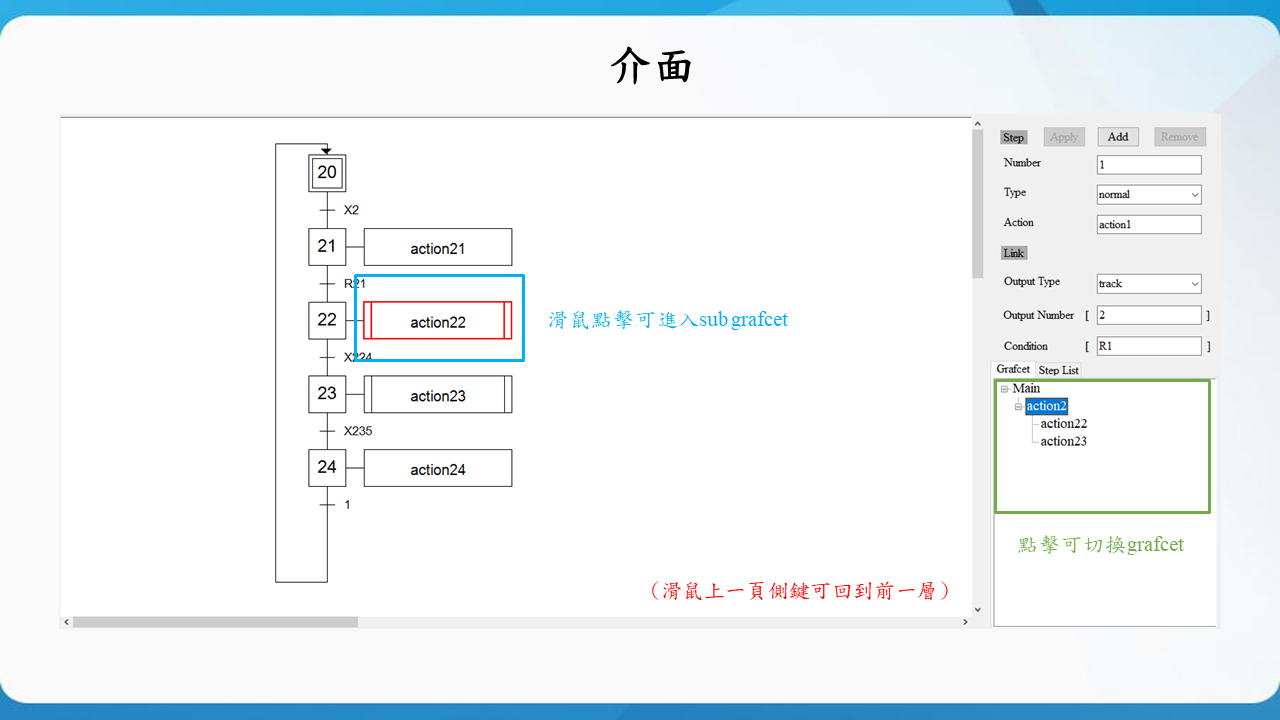 介面
20
X2
21
action21
R21
22
action22
滑鼠點擊可進入sub grafcet
X224
23
action23
X235
24
action24
1
(滑鼠上一頁側鍵可回到前一層)
Step
Apply
Add
Remove
Number
1
Type
normal
Action
action1
Link
Output Type
track
Output Number [ 2 ]
Condition [ R1 ]
Grafcet
Step List
Main
action2
action22
action23
點擊可切換grafcet